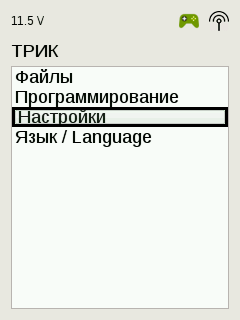 11.5 V
ТРИК
Файлы
Программирование
Настройки
Язык / Language